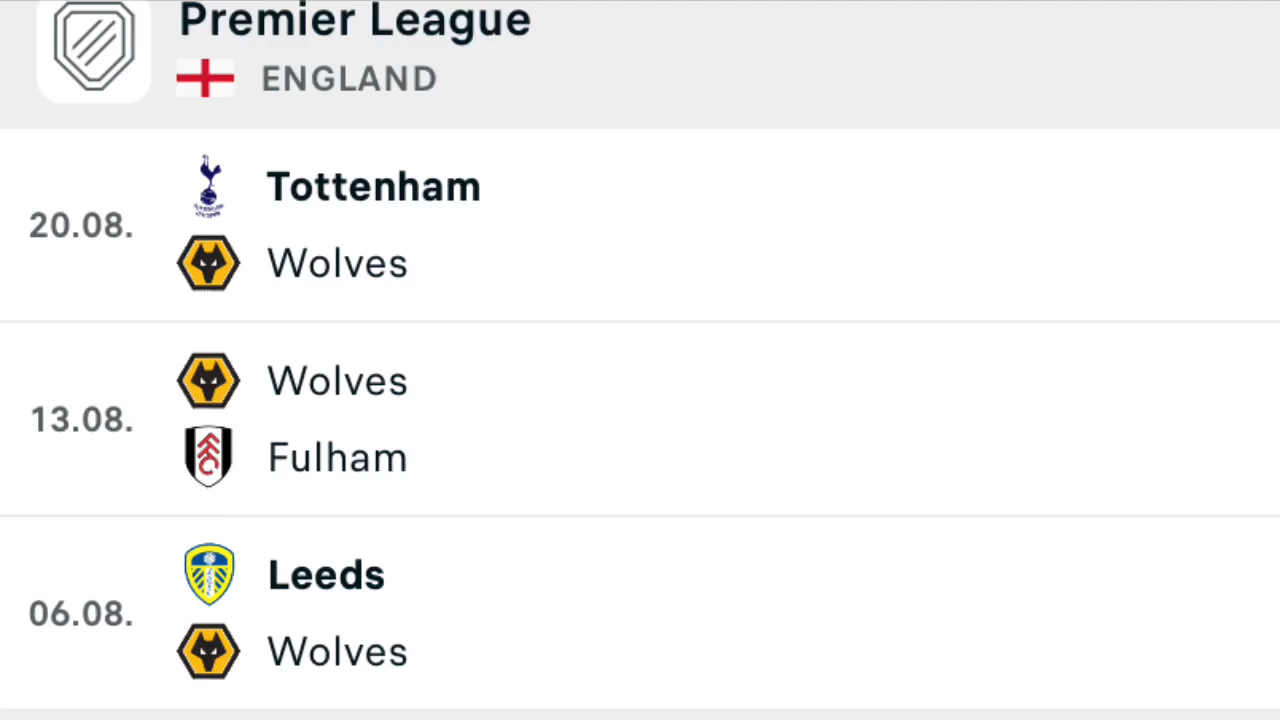 Premier League
ENGLAND
20.08.
Tottenham
Wolves
13.08.
Wolves
Fulham
06.08.
Leeds
Wolves